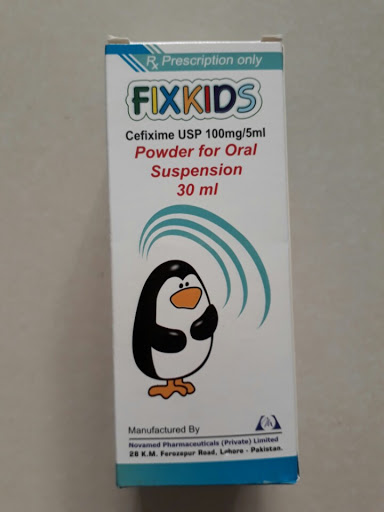 Rx Prescription only
FIXKIDS
Cefixime USP 100mg/5ml
Powder for Oral
Suspension
30 ml
Manufactured By
Novamed Pharmaceuticals (Private) Limited
28 K.M. Ferozepur Road, Lahore - Pakistan.